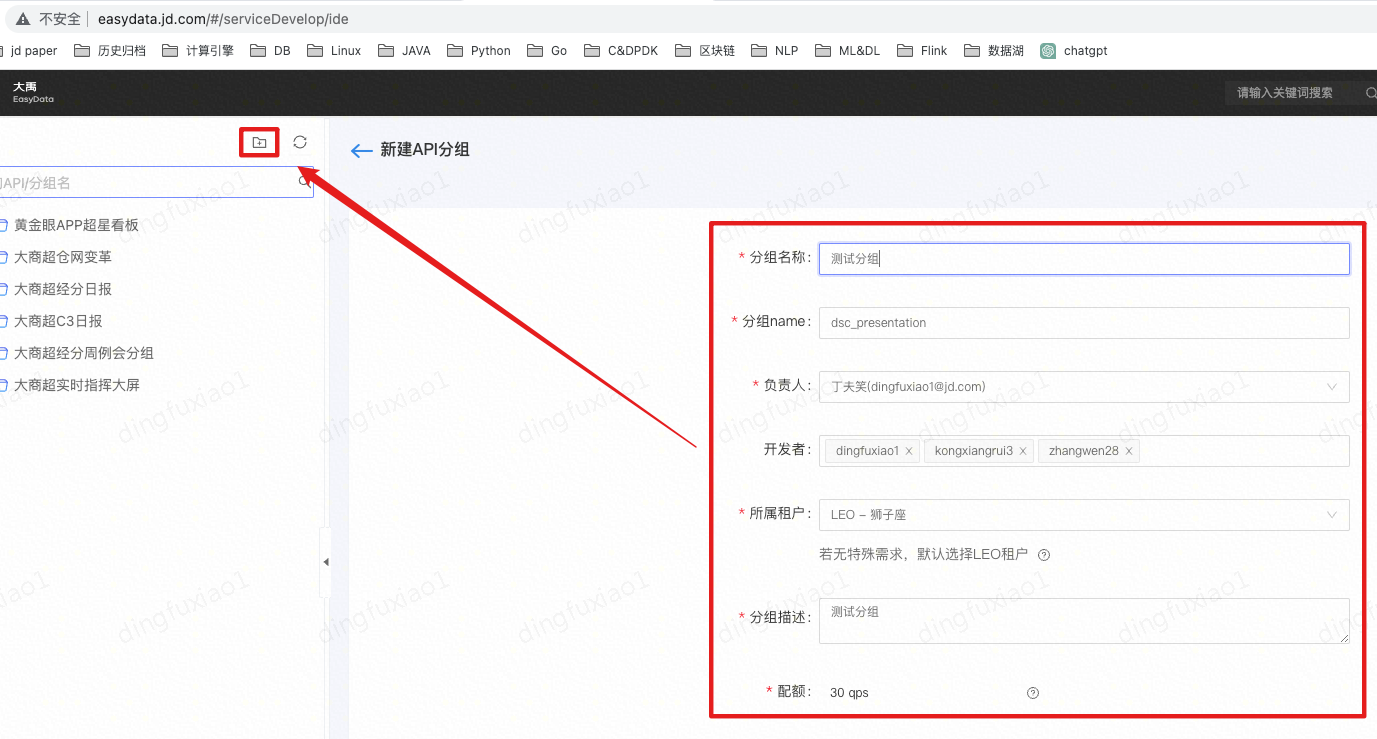 不安全 easydata.jd.com/#/serviceDevelop/ide
jd paper 历史归档 计算引擎 DB Linux JAVA Python Go C&DPDK 区块链 NLP ML&DL Flink 数据湖 chatgpt
大禹
EasyData
请输入关键词搜索
新建API分组
API/分组名
黄金眼APP超星看板
大商超仓网变革
大商超经分日报
大商超C3日报
大商超经分周例会分组
大商超实时指挥大屏
* 分组名称: 测试分组
* 分组name: dsc_presentation
* 负责人: 丁夫笑(dingfuxiao1@jd.com)
开发者: dingfuxiao1 × kongxiangrui3 × zhangwen28 ×
* 所属租户: LEO - 狮子座
若无特殊需求，默认选择LEO租户
* 分组描述: 测试分组
* 配额: 30 qps
dingfuxiao1